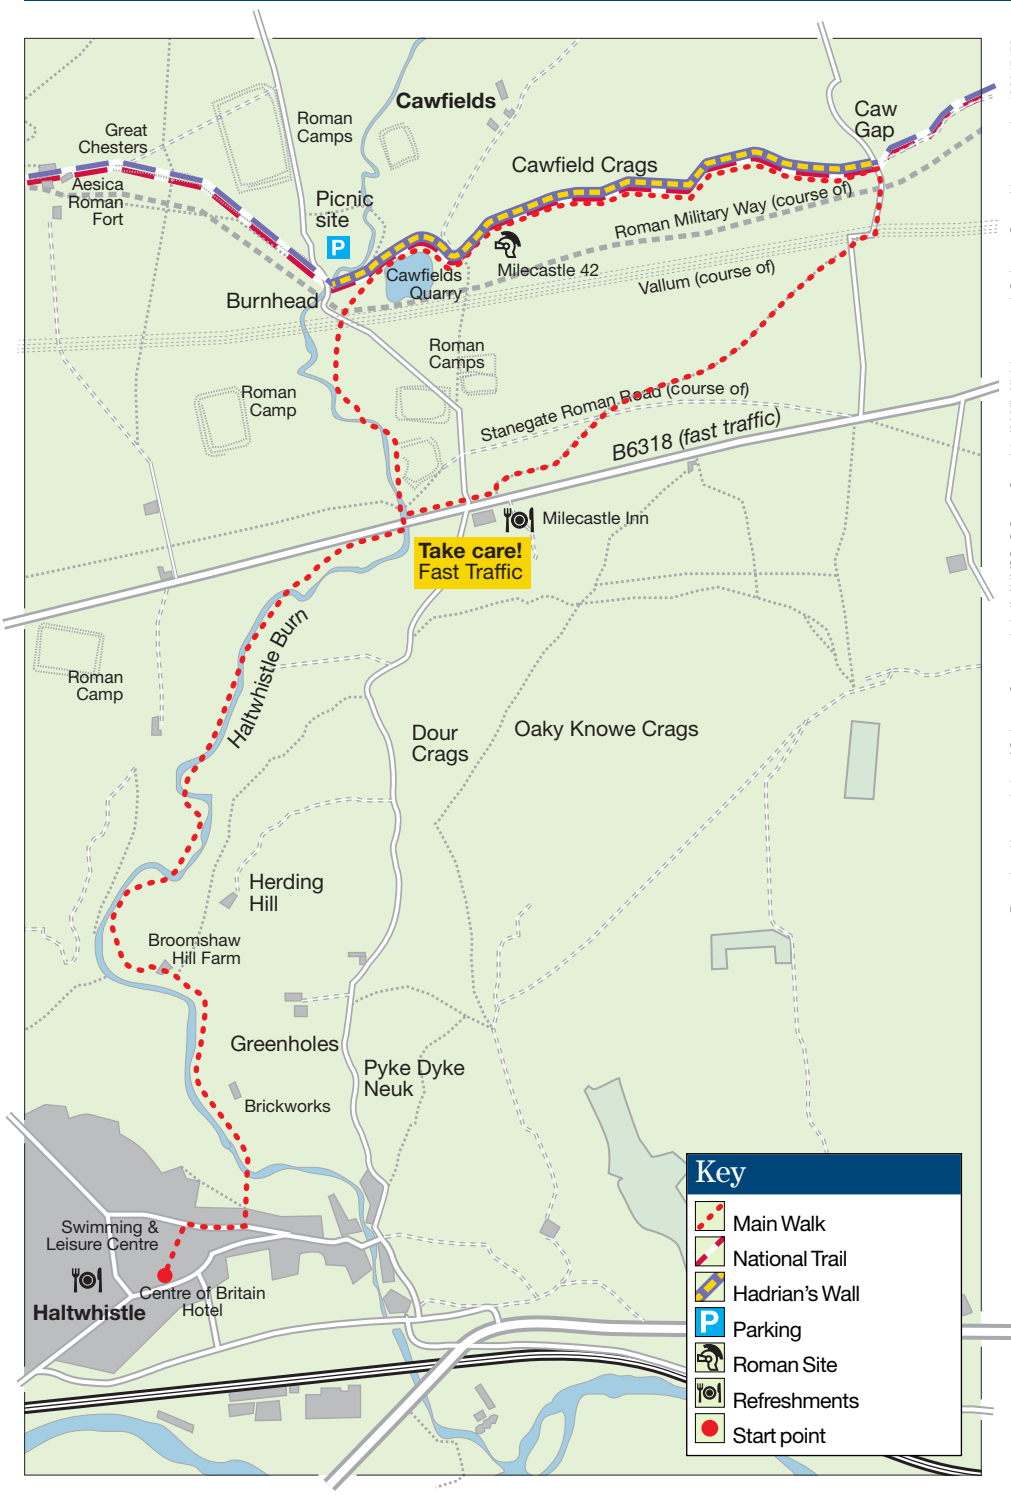 Cawfields
Roman
Camps
Great
Chesters
Aesica
Roman
Fort
Picnic
site
P
Caw
Gap
Cawfield Crags
Roman Military Way (course of)
Milecastle 42
Cawfields
Quarry
Vallum (course of)
Burnhead
Roman
Camps
Roman
Camp
Stanegate Roman Road (course of)
B6318 (fast traffic)
Milecastle Inn
Take care!
Fast Traffic
Haltwhistle Burn
Roman
Camp
Dour
Crags
Oaky Knowe Crags
Herding
Hill
Broomshaw
Hill Farm
Greenholes
Pyke Dyke
Neuk
Brickworks
Swimming &
Leisure Centre
Centre of Britain
Hotel
Haltwhistle
Key
Main Walk
National Trail
Hadrian's Wall
P Parking
Roman Site
Refreshments
Start point